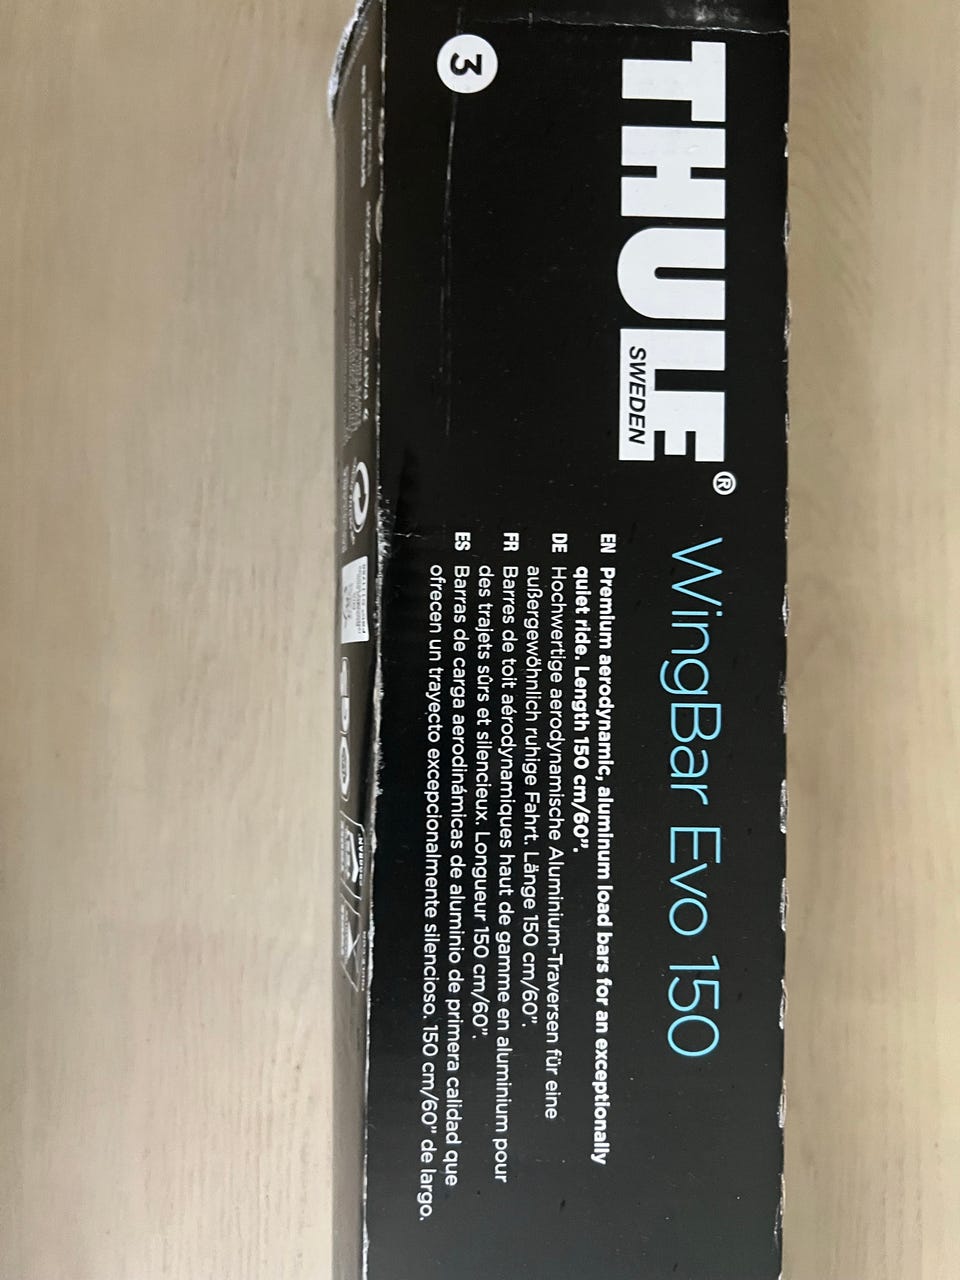 3
THULE®
SWEDEN
WingBar Evo 150
EN Premium aerodynamic, aluminum load bars for an exceptionally
quiet ride. Length 150 cm/60”.
DE Hochwertige aerodynamische Aluminium-Traversen für eine
außergewöhnlich ruhige Fahrt. Länge 150 cm/60”.
FR Barres de toit aérodynamiques haut de gamme en aluminium pour
des trajets sûrs et silencieux. Longueur 150 cm/60”.
ES Barras de carga aerodinámicas de aluminio de primera calidad que
ofrecen un trayecto excepcionalmente silencioso. 150 cm/60” de largo.